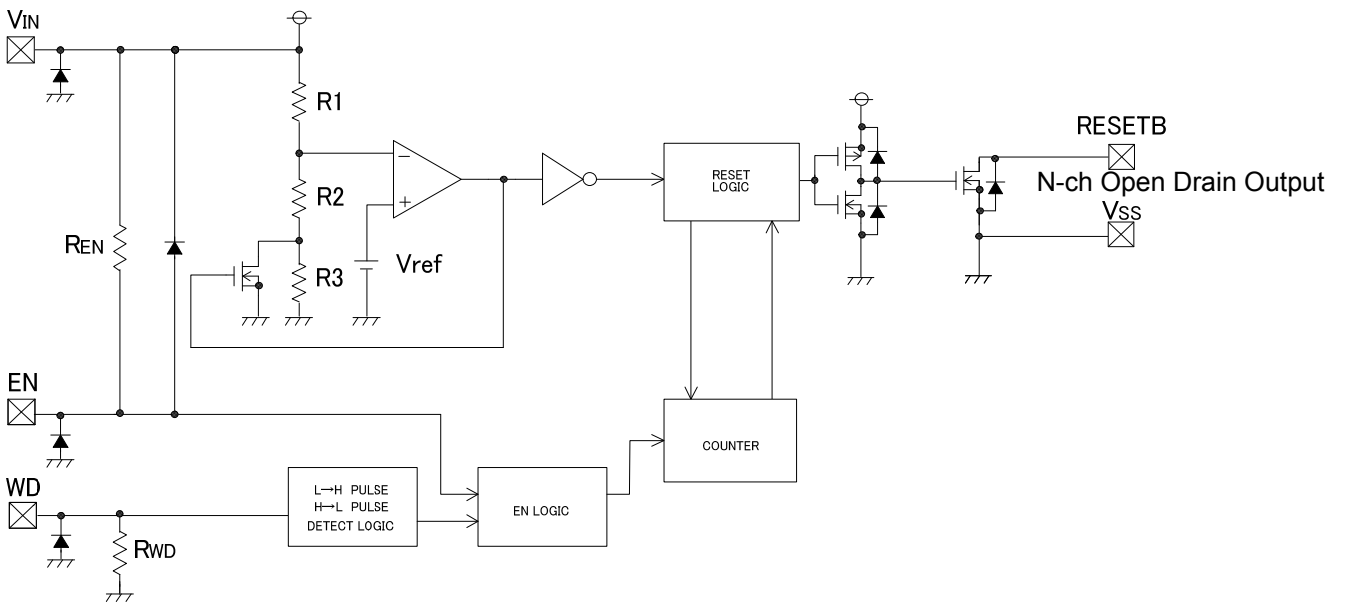 VIN
R1
R2
R3
Vref
REN
RESET
LOGIC
RESETB
N-ch Open Drain Output
VSS
EN
COUNTER
WD
L→H PULSE
H→L PULSE
DETECT LOGIC
EN LOGIC
RWD
−
+